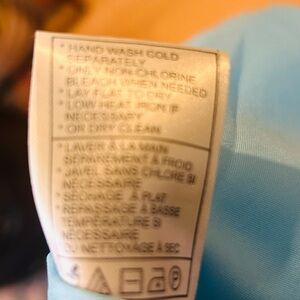 * HAND WASH COLD
SEPARATELY
* ONLY NON-CHLORINE
BLEACH WHEN NEEDED
* LAY FLAT TO DRY
* LOW HEAT IRON IF
NECESSARY
* OR DRY CLEAN
* LAVER À LA MAIN
SÉPARÉMENT À FROID
* JAVEL SANS CHLORE SI
NÉCESSAIRE
* SÉCHAGE À PLAT
* REPASSAGE À BASSE
TEMPÉRATURE SI
NÉCESSAIRE
OU NETTOYAGE À SEC